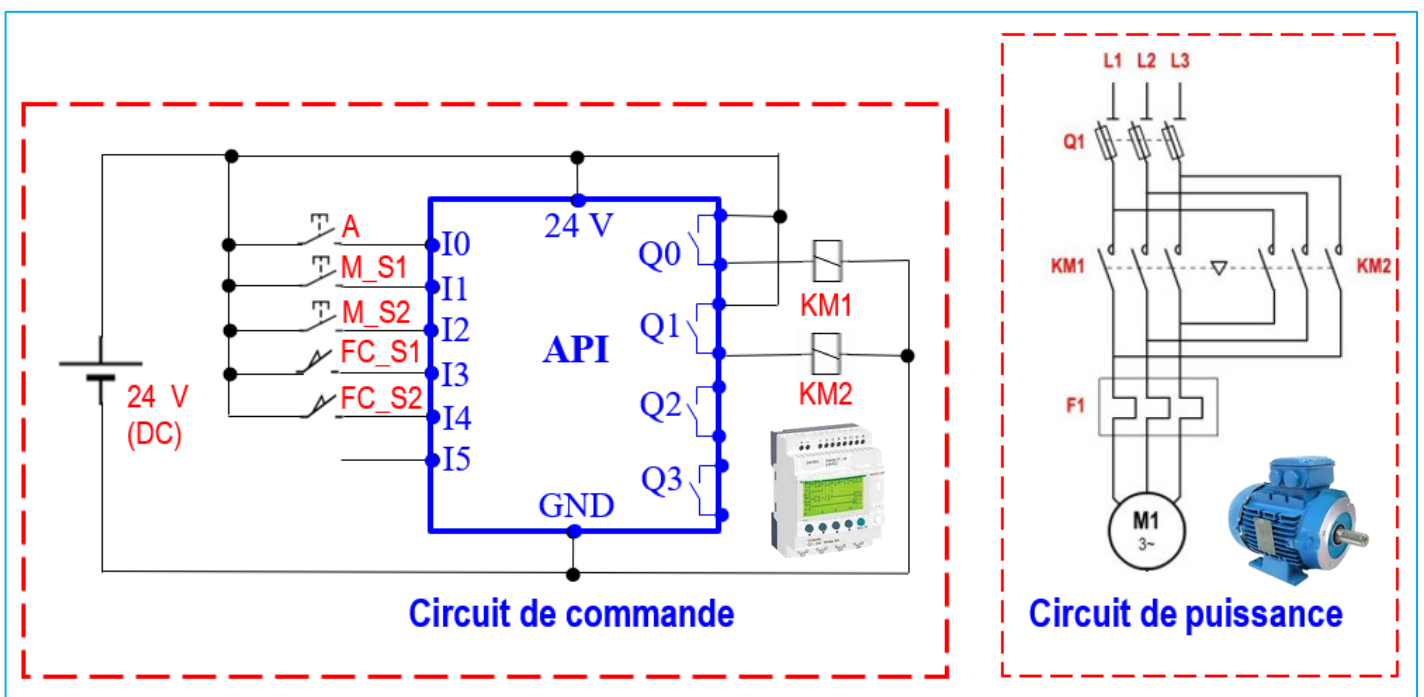 A
M_S1
M_S2
FC_S1
FC_S2
24 V
(DC)
24 V
I0
I1
I2
I3
I4
I5
API
GND
Q0
Q1
Q2
Q3
KM1
KM2
Circuit de commande
L1 L2 L3
Q1
KM1
KM2
F1
M1
3~
Circuit de puissance